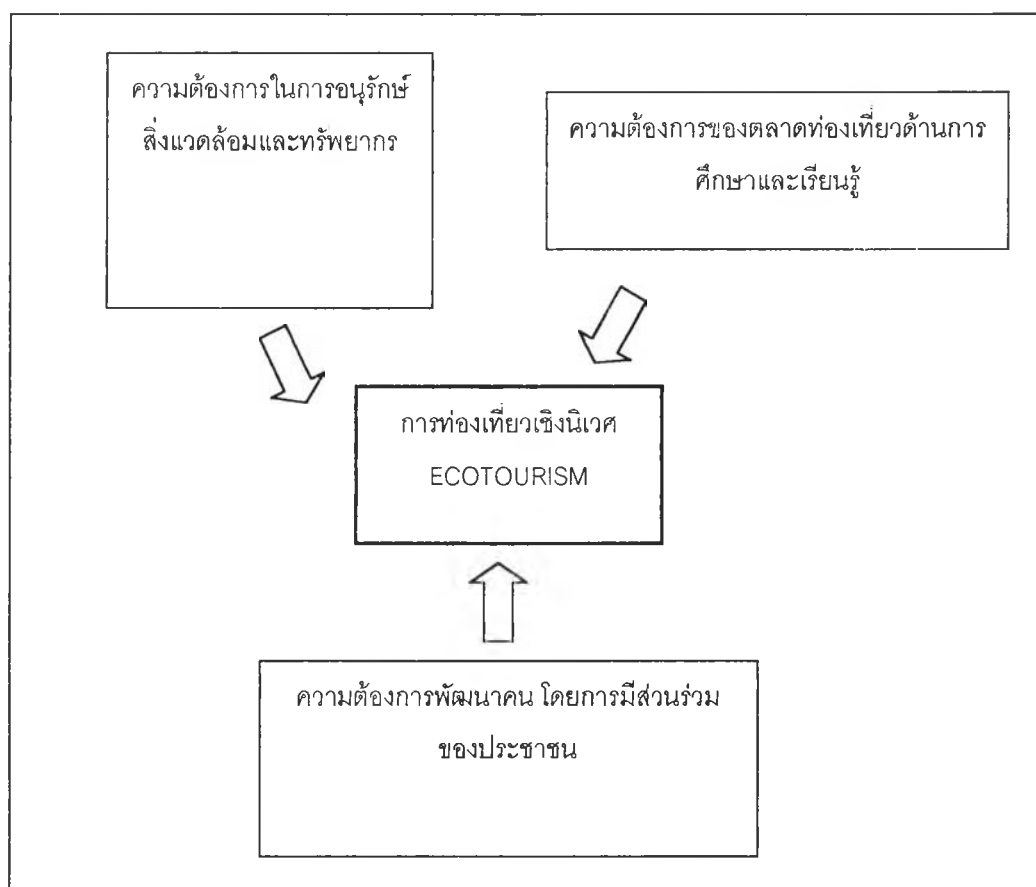 ความต้องการในการอนุรักษ์
สิ่งแวดล้อมและทรัพยากร
ความต้องการของตลาดท่องเที่ยวด้านการ
ศึกษาและเรียนรู้
การท่องเที่ยวเชิงนิเวศ
ECOTOURISM
ความต้องการพัฒนาคน โดยการมีส่วนร่วม
ของประชาชน